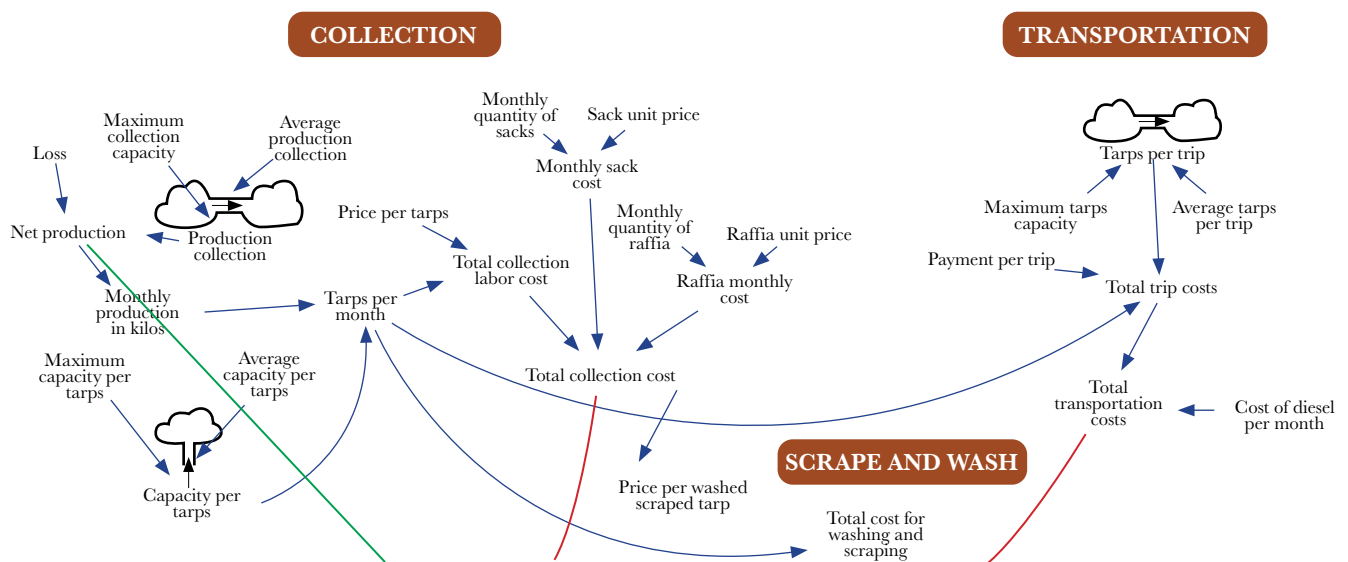 COLLECTION
TRANSPORTATION
Maximum
collection
capacity
Average
production
collection
Loss
Net production
Production
collection
Monthly
production
in kilos
Monthly
quantity of
sacks
Sack unit price
Monthly sack
cost
Price per tarps
Monthly
quantity of
raffia
Raffia unit price
Total collection
labor cost
Raffia monthly
cost
Tarps per
month
Maximum
capacity per
tarps
Average
capacity per
tarps
Capacity per
tarps
Total collection cost
Price per washed
scraped tarp
Tarps per trip
Maximum tarps
capacity
Average tarps
per trip
Payment per trip
Total trip costs
Total
transportation
costs
Cost of diesel
per month
SCRAPE AND WASH
Total cost for
washing and
scraping